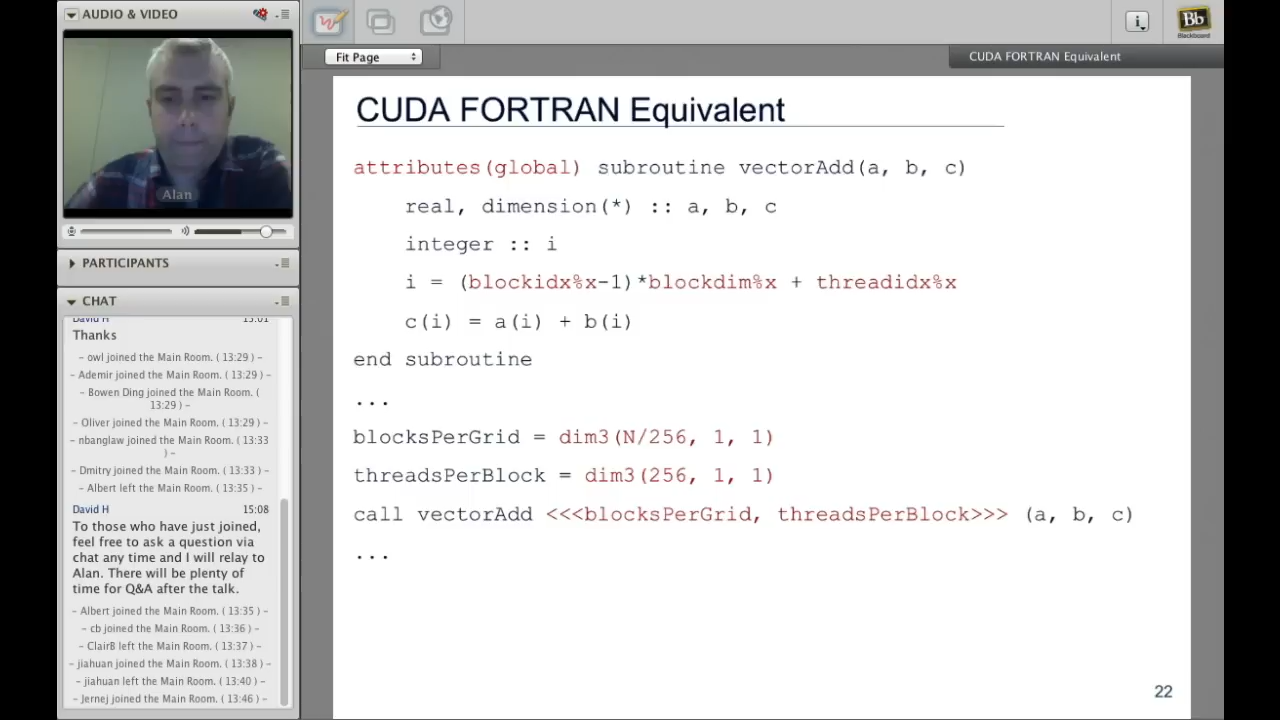 AUDIO & VIDEO
Alan
PARTICIPANTS
CHAT
David H 15:01
Thanks
– owl joined the Main Room. ( 13:29 ) –
– Ademir joined the Main Room. ( 13:29 ) –
– Bowen Ding joined the Main Room. (
13:29 ) –
– Oliver joined the Main Room. ( 13:29 ) –
– nbanglaw joined the Main Room. ( 13:33
) –
– Dmitry joined the Main Room. ( 13:33 ) –
– Albert left the Main Room. ( 13:35 ) –
David H 15:08
To those who have just joined,
feel free to ask a question via
chat any time and I will relay to
Alan. There will be plenty of
time for Q&A after the talk.
– Albert joined the Main Room. ( 13:35 ) –
– cb joined the Main Room. ( 13:36 ) –
– ClairB left the Main Room. ( 13:37 ) –
– jiahuan joined the Main Room. ( 13:38 ) –
– jiahuan left the Main Room. ( 13:40 ) –
– Jernej joined the Main Room. ( 13:46 ) –
i
Bb
Blackboard
Fit Page
CUDA FORTRAN Equivalent
CUDA FORTRAN Equivalent
attributes(global) subroutine vectorAdd(a, b, c)
real, dimension(*) :: a, b, c
integer :: i
i = (blockidx%x-1)*blockdim%x + threadidx%x
c(i) = a(i) + b(i)
end subroutine
...
blocksPerGrid = dim3(N/256, 1, 1)
threadsPerBlock = dim3(256, 1, 1)
call vectorAdd <<<blocksPerGrid, threadsPerBlock>>> (a, b, c)
...
22